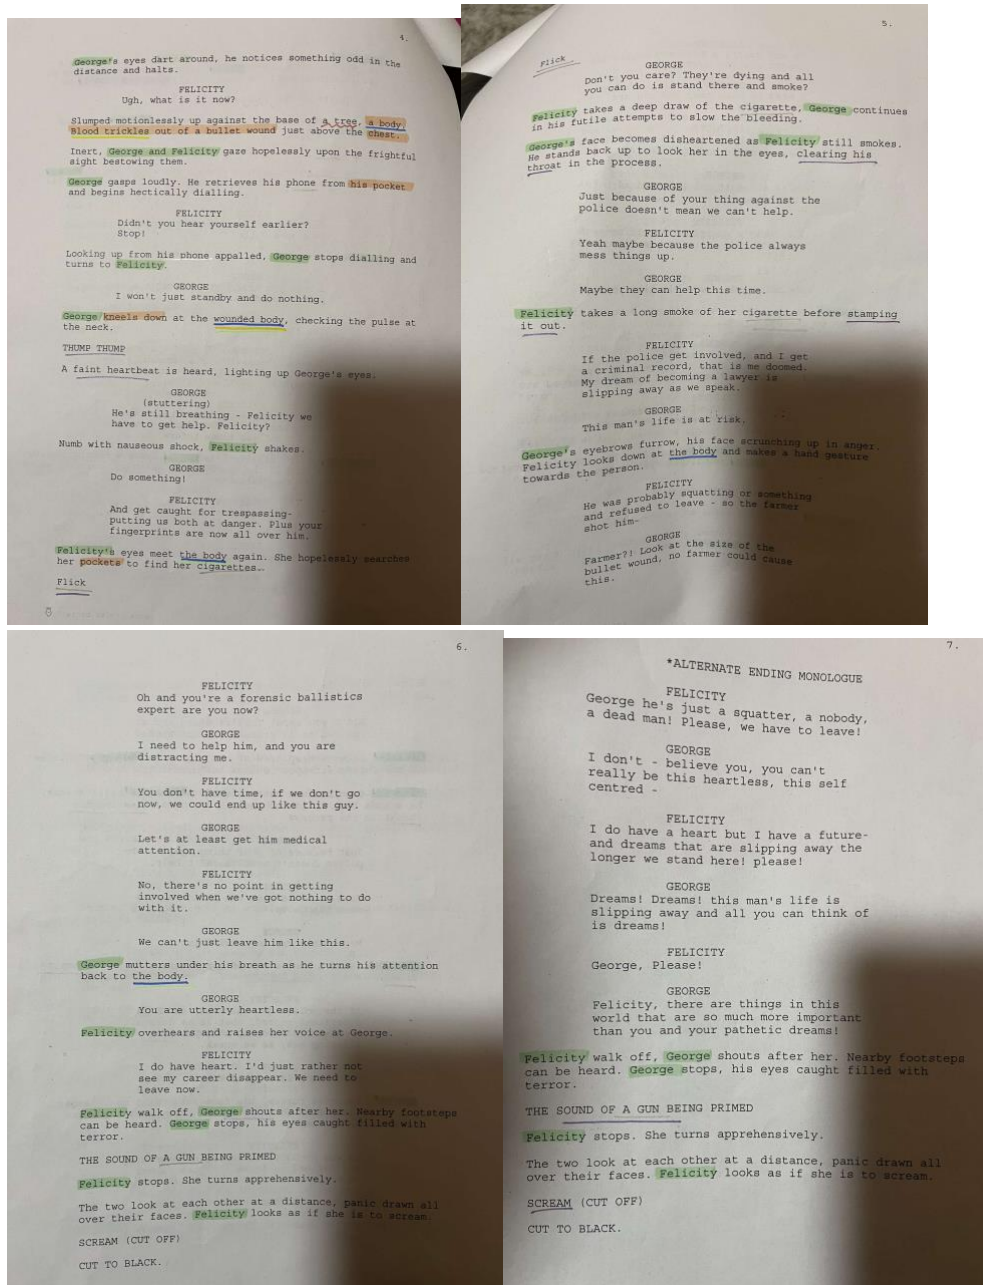 4.
George's eyes dart around, he notices something odd in the
distance and halts.
FELICITY
Ugh, what is it now?
Slumped motionlessly up against the base of a tree, a body.
Blood trickles out of a bullet wound just above the chest.
Inert, George and Felicity gaze hopelessly upon the frightful
sight bestowing them.
George gasps loudly. He retrieves his phone from his pocket
and begins hectically dialling.
FELICITY
Didn't you hear yourself earlier?
Stop!
Looking up from his phone appalled, George stops dialling and
turns to Felicity.
GEORGE
I won't just standby and do nothing.
George kneels down at the wounded body, checking the pulse at
the neck.
THUMP THUMP
A faint heartbeat is heard, lighting up George's eyes.
GEORGE
(stuttering)
He's still breathing - Felicity we
have to get help. Felicity?
Numb with nauseous shock, Felicity shakes.
GEORGE
Do something!
FELICITY
And get caught for trespassing-
putting us both at danger. Plus your
fingerprints are now all over him.
Felicity's eyes meet the body again. She hopelessly searches
her pockets to find her cigarettes.
Flick
5.
Flick
GEORGE
Don't you care? They're dying and all
you can do is stand there and smoke?
Felicity takes a deep draw of the cigarette, George continues
in his futile attempts to slow the bleeding.
George's face becomes disheartened as Felicity still smokes.
He stands back up to look her in the eyes, clearing his
throat in the process.
GEORGE
Just because of your thing against the
police doesn't mean we can't help.
FELICITY
Yeah maybe because the police always
mess things up.
GEORGE
Maybe they can help this time.
Felicity takes a long smoke of her cigarette before stamping
it out.
FELICITY
If the police get involved, and I get
a criminal record, that is me doomed.
My dream of becoming a lawyer is
slipping away as we speak.
GEORGE
This man's life is at risk.
George's eyebrows furrow, his face scrunching up in anger.
Felicity looks down at the body and makes a hand gesture
towards the person.
FELICITY
He was probably squatting or something
and refused to leave - so the farmer
shot him-
GEORGE
Farmer?! Look at the size of the
bullet wound, no farmer could cause
this.
6.
FELICITY
Oh and you're a forensic ballistics
expert are you now?
GEORGE
I need to help him, and you are
distracting me.
FELICITY
You don't have time, if we don't go
now, we could end up like this guy.
GEORGE
Let's at least get him medical
attention.
FELICITY
No, there's no point in getting
involved when we've got nothing to do
with it.
GEORGE
We can't just leave him like this.
George mutters under his breath as he turns his attention
back to the body.
GEORGE
You are utterly heartless.
Felicity overhears and raises her voice at George.
FELICITY
I do have heart. I'd just rather not
see my career disappear. We need to
leave now.
Felicity walk off, George shouts after her. Nearby footsteps
can be heard. George stops, his eyes caught filled with
terror.
THE SOUND OF A GUN BEING PRIMED
Felicity stops. She turns apprehensively.
The two look at each other at a distance, panic drawn all
over their faces. Felicity looks as if she is to scream.
SCREAM (CUT OFF)
CUT TO BLACK.
7.
*ALTERNATE ENDING MONOLOGUE
FELICITY
George he's just a squatter, a nobody,
a dead man! Please, we have to leave!
GEORGE
I don't - believe you, you can't
really be this heartless, this self
centred -
FELICITY
I do have a heart but I have a future-
and dreams that are slipping away the
longer we stand here! please!
GEORGE
Dreams! Dreams! this man's life is
slipping away and all you can think of
is dreams!
FELICITY
George, Please!
GEORGE
Felicity, there are things in this
world that are so much more important
than you and your pathetic dreams!
Felicity walk off, George shouts after her. Nearby footsteps
can be heard. George stops, his eyes caught filled with
terror.
THE SOUND OF A GUN BEING PRIMED
Felicity stops. She turns apprehensively.
The two look at each other at a distance, panic drawn all
over their faces. Felicity looks as if she is to scream.
SCREAM (CUT OFF)
CUT TO BLACK.